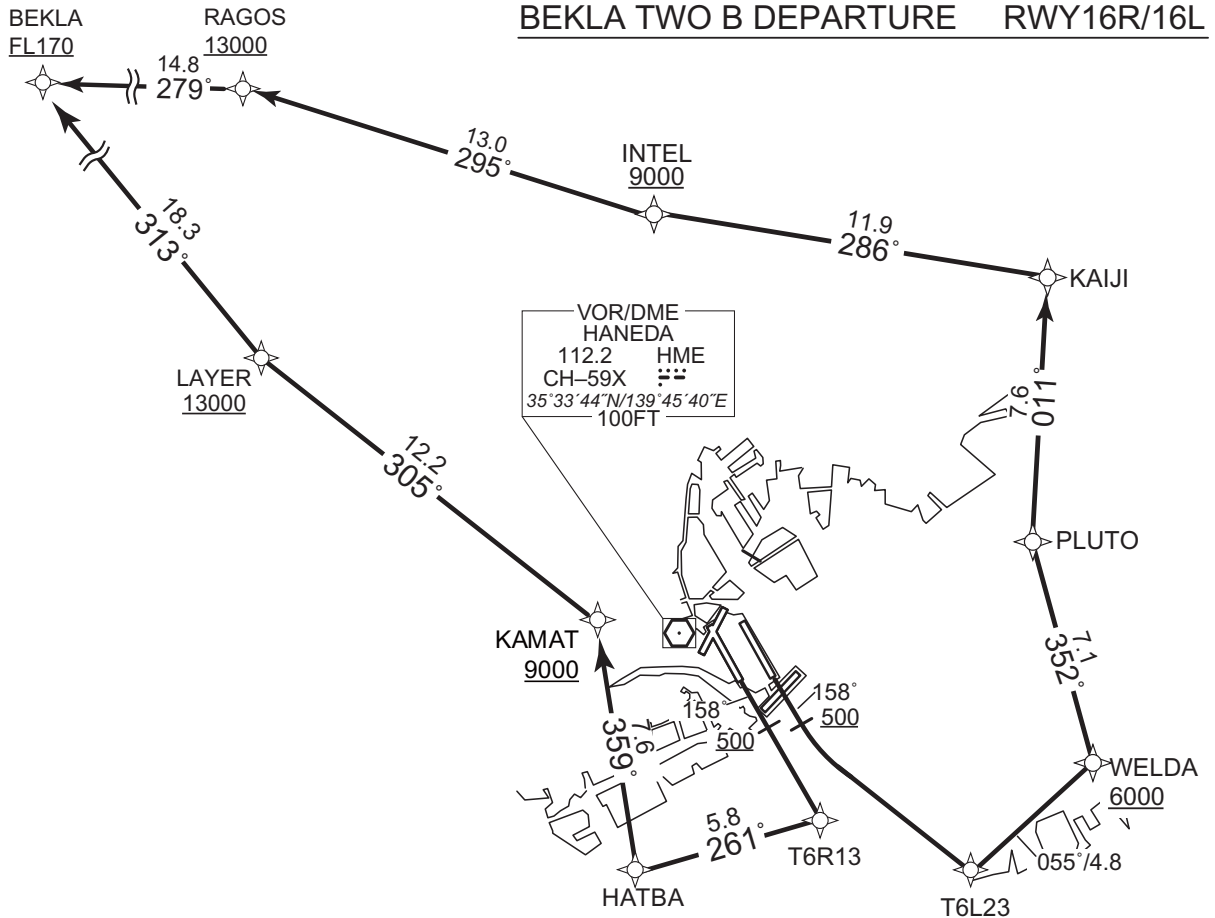 BEKLA TWO B DEPARTURE RWY16R/16L
BEKLA
FL170
RAGOS
13000
14.8
279°
13.0
295°
INTEL
9000
11.9
286°
KAIJI
18.3
313°
LAYER
13000
VOR/DME
HANEDA
112.2 HME
CH–59X
35°33´44˝N/139°45´40˝E
100FT
7.6
011°
12.2
305°
PLUTO
KAMAT
9000
7.1
352°
158°
500
158°
500
7.6
359°
WELDA
6000
5.8
261°
T6R13
055°/4.8
HATBA
T6L23